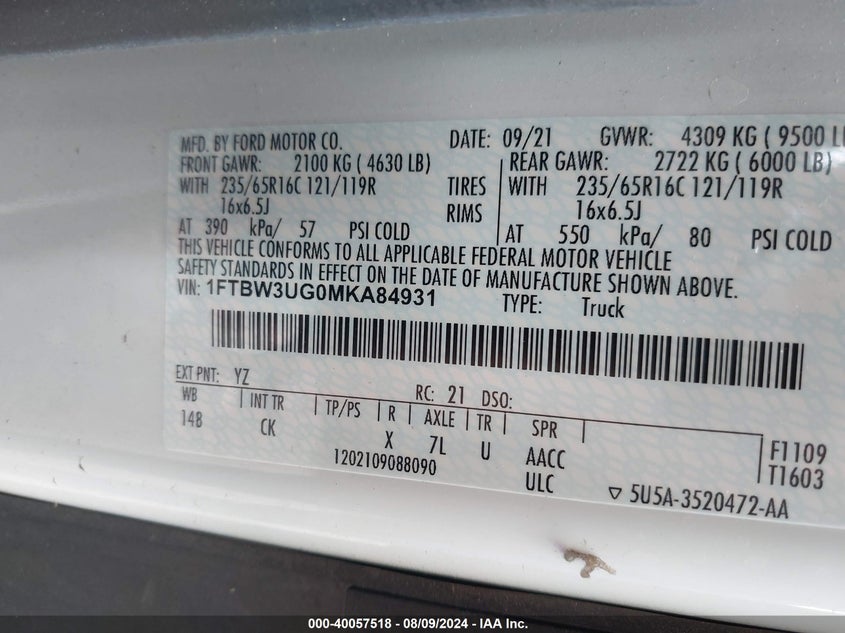 MFD. BY FORD MOTOR CO. DATE: 09/21 GVWR: 4309 KG ( 9500 L
FRONT GAWR: 2100 KG ( 4630 LB) REAR GAWR: 2722 KG ( 6000 LB)
WITH 235/65R16C 121/119R TIRES WITH 235/65R16C 121/119R
16x6.5J RIMS 16x6.5J
AT 390 kPa/ 57 PSI COLD AT 550 kPa/ 80 PSI COLD
THIS VEHICLE CONFORMS TO ALL APPLICABLE FEDERAL MOTOR VEHICLE
SAFETY STANDARDS IN EFFECT ON THE DATE OF MANUFACTURE SHOWN ABOVE.
VIN: 1FTBW3UG0MKA84931 TYPE: Truck
EXT PNT: YZ RC: 21 DSO:
WB INT TR TP/PS R AXLE TR SPR
148 CK X 7L U AACC
1202109088090 ULC
F1109
T1603
5U5A-3520472-AA
000-40057518 - 08/09/2024 - IAA Inc.